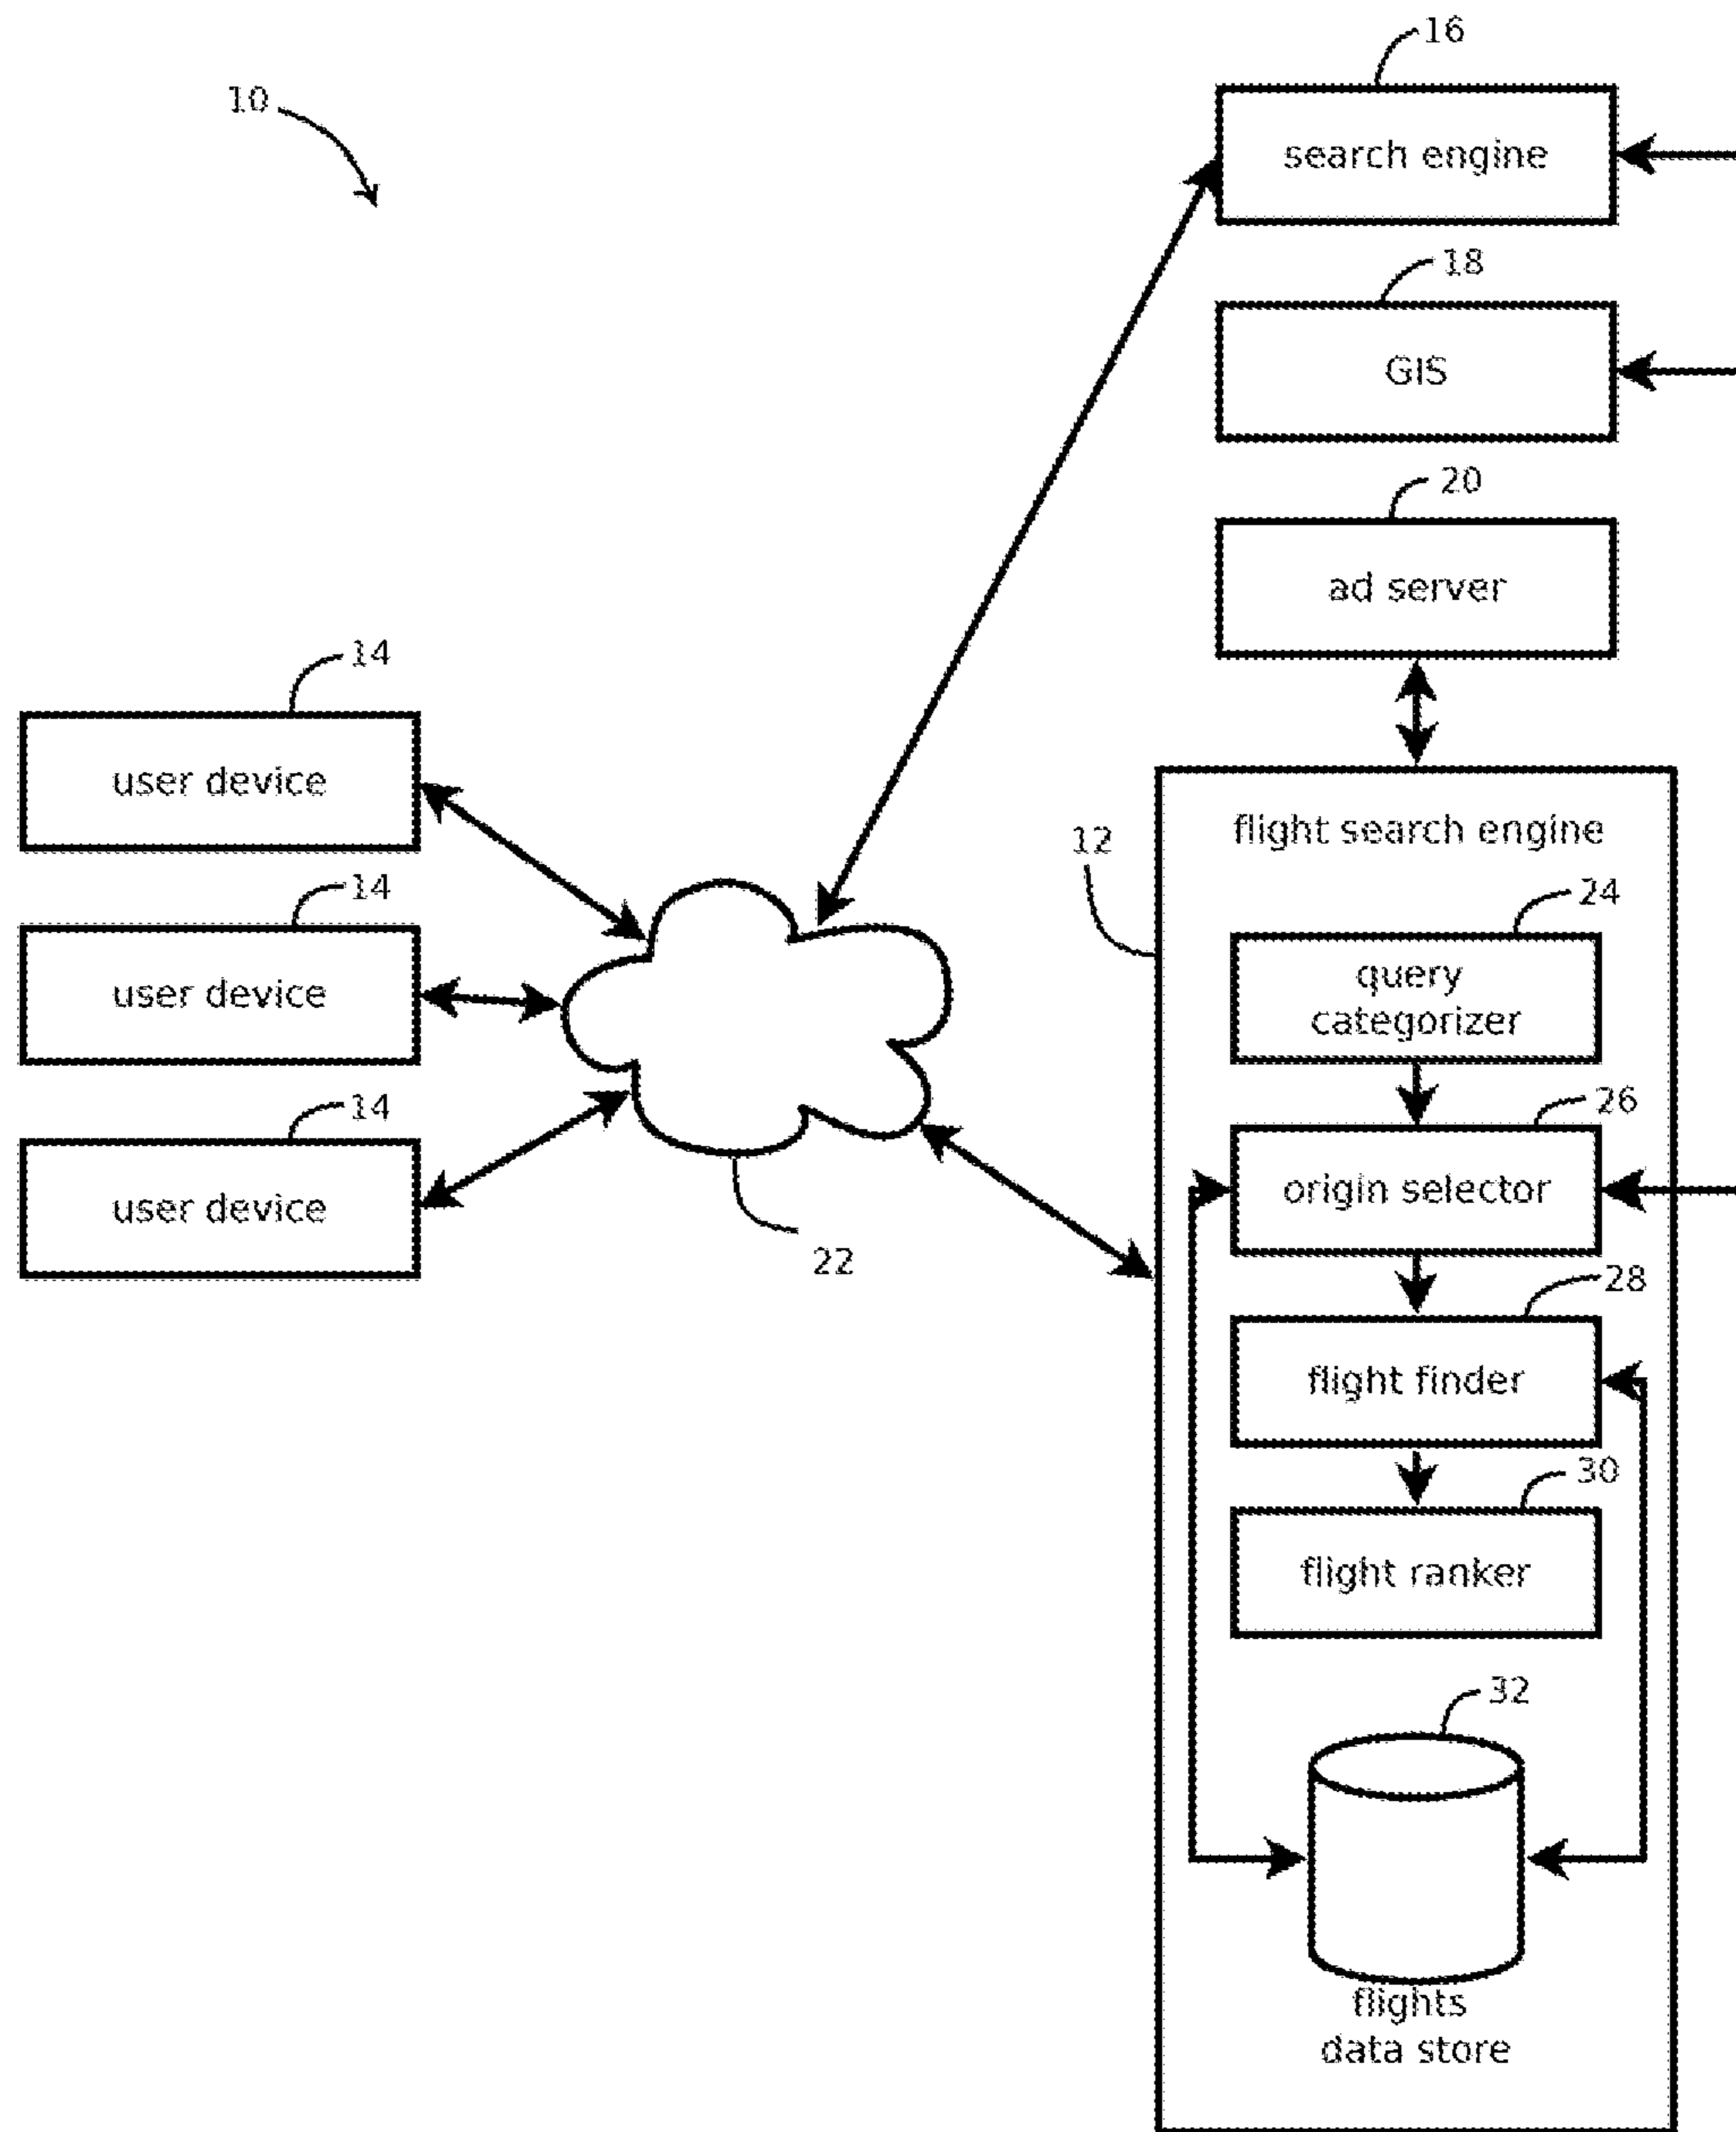 10
16
search engine
18
GIS
20
ad server
14
user device
14
user device
14
user device
22
12
flight search engine
24
query
categorizer
26
origin selector
28
flight finder
30
flight ranker
32
flights
data store